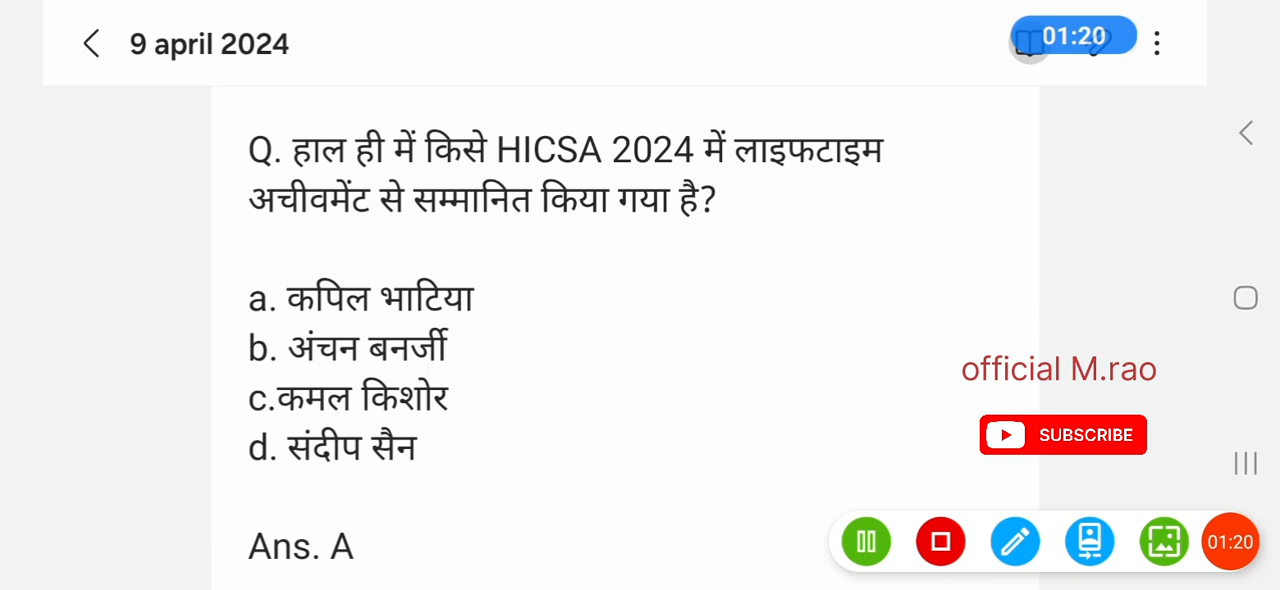 9 april 2024
01:20
Q. हाल ही में किसे HICSA 2024 में लाइफटाइम
अचीवमेंट से सम्मानित किया गया है?
a. कपिल भाटिया
b. अंचन बनर्जी
c.कमल किशोर
d. संदीप सैन
Ans. A
official M.rao
SUBSCRIBE
01:20